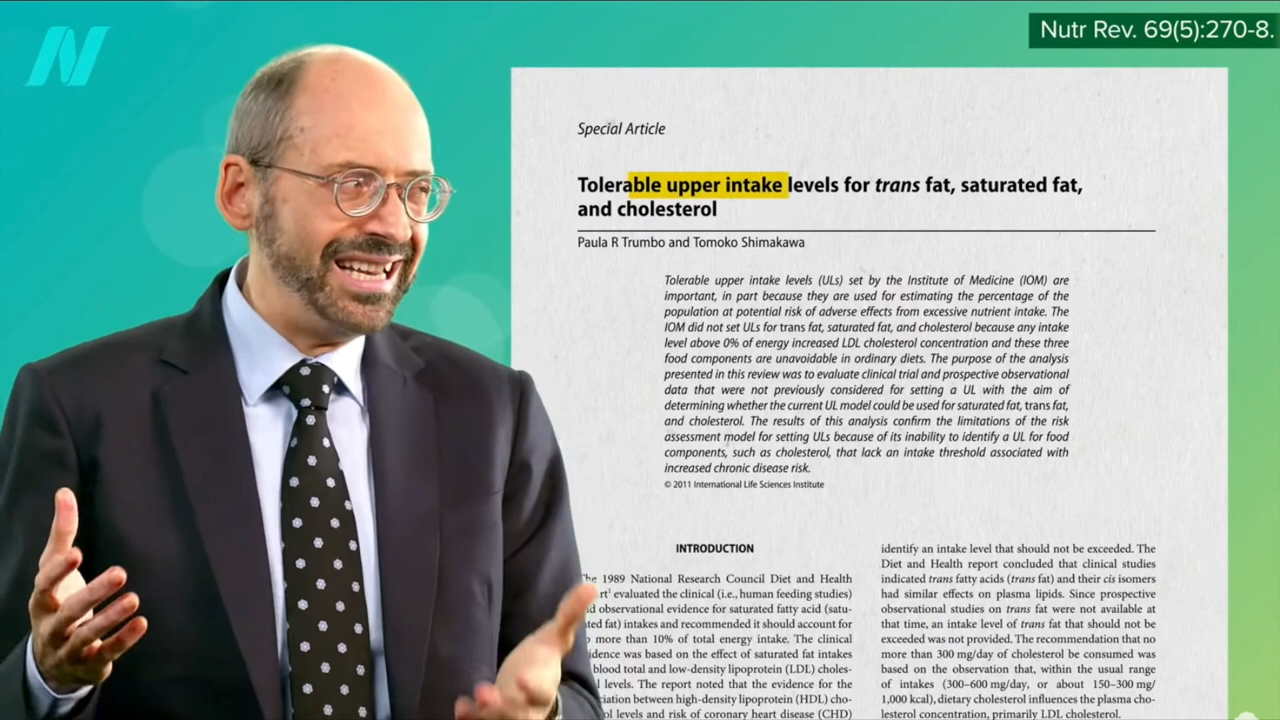 Nutr Rev. 69(5):270-8.
Special Article
Tolerable upper intake levels for trans fat, saturated fat,
and cholesterol
Paula R Trumbo and Tomoko Shimakawa
Tolerable upper intake levels (ULs) set by the Institute of Medicine (IOM) are
important, in part because they are used for estimating the percentage of the
population at potential risk of adverse effects from excessive nutrient intake. The
IOM did not set ULs for trans fat, saturated fat, and cholesterol because any intake
level above 0% of energy increased LDL cholesterol concentration and these three
food components are unavoidable in ordinary diets. The purpose of the analysis
presented in this review was to evaluate clinical trial and prospective observational
data that were not previously considered for setting a UL with the aim of
determining whether the current UL model could be used for saturated fat, trans fat,
and cholesterol. The results of this analysis confirm the limitations of the risk
assessment model for setting ULs because of its inability to identify a UL for food
components, such as cholesterol, that lack an intake threshold associated with
increased chronic disease risk.
© 2011 International Life Sciences Institute
INTRODUCTION
1989 National Research Council Diet and Health
evaluated the clinical (i.e., human feeding studies)
observational evidence for saturated fatty acid (satu-
fat) intakes and recommended it should account for
more than 10% of total energy intake. The clinical
was based on the effect of saturated fat intakes
blood total and low-density lipoprotein (LDL) choles-
levels. The report noted that the evidence for the
between high-density lipoprotein (HDL) cho-
levels and risk of coronary heart disease (CHD)
identify an intake level that should not be exceeded. The
Diet and Health report concluded that clinical studies
indicated trans fatty acids (trans fat) and their cis isomers
had similar effects on plasma lipids. Since prospective
observational studies on trans fat were not available at
that time, an intake level of trans fat that should not be
exceeded was not provided. The recommendation that no
more than 300 mg/day of cholesterol be consumed was
based on the observation that, within the usual range
of intakes (300–600 mg/day, or about 150–300 mg/
1,000 kcal), dietary cholesterol influences the plasma cho-
lesterol concentration, primarily LDL cholesterol.